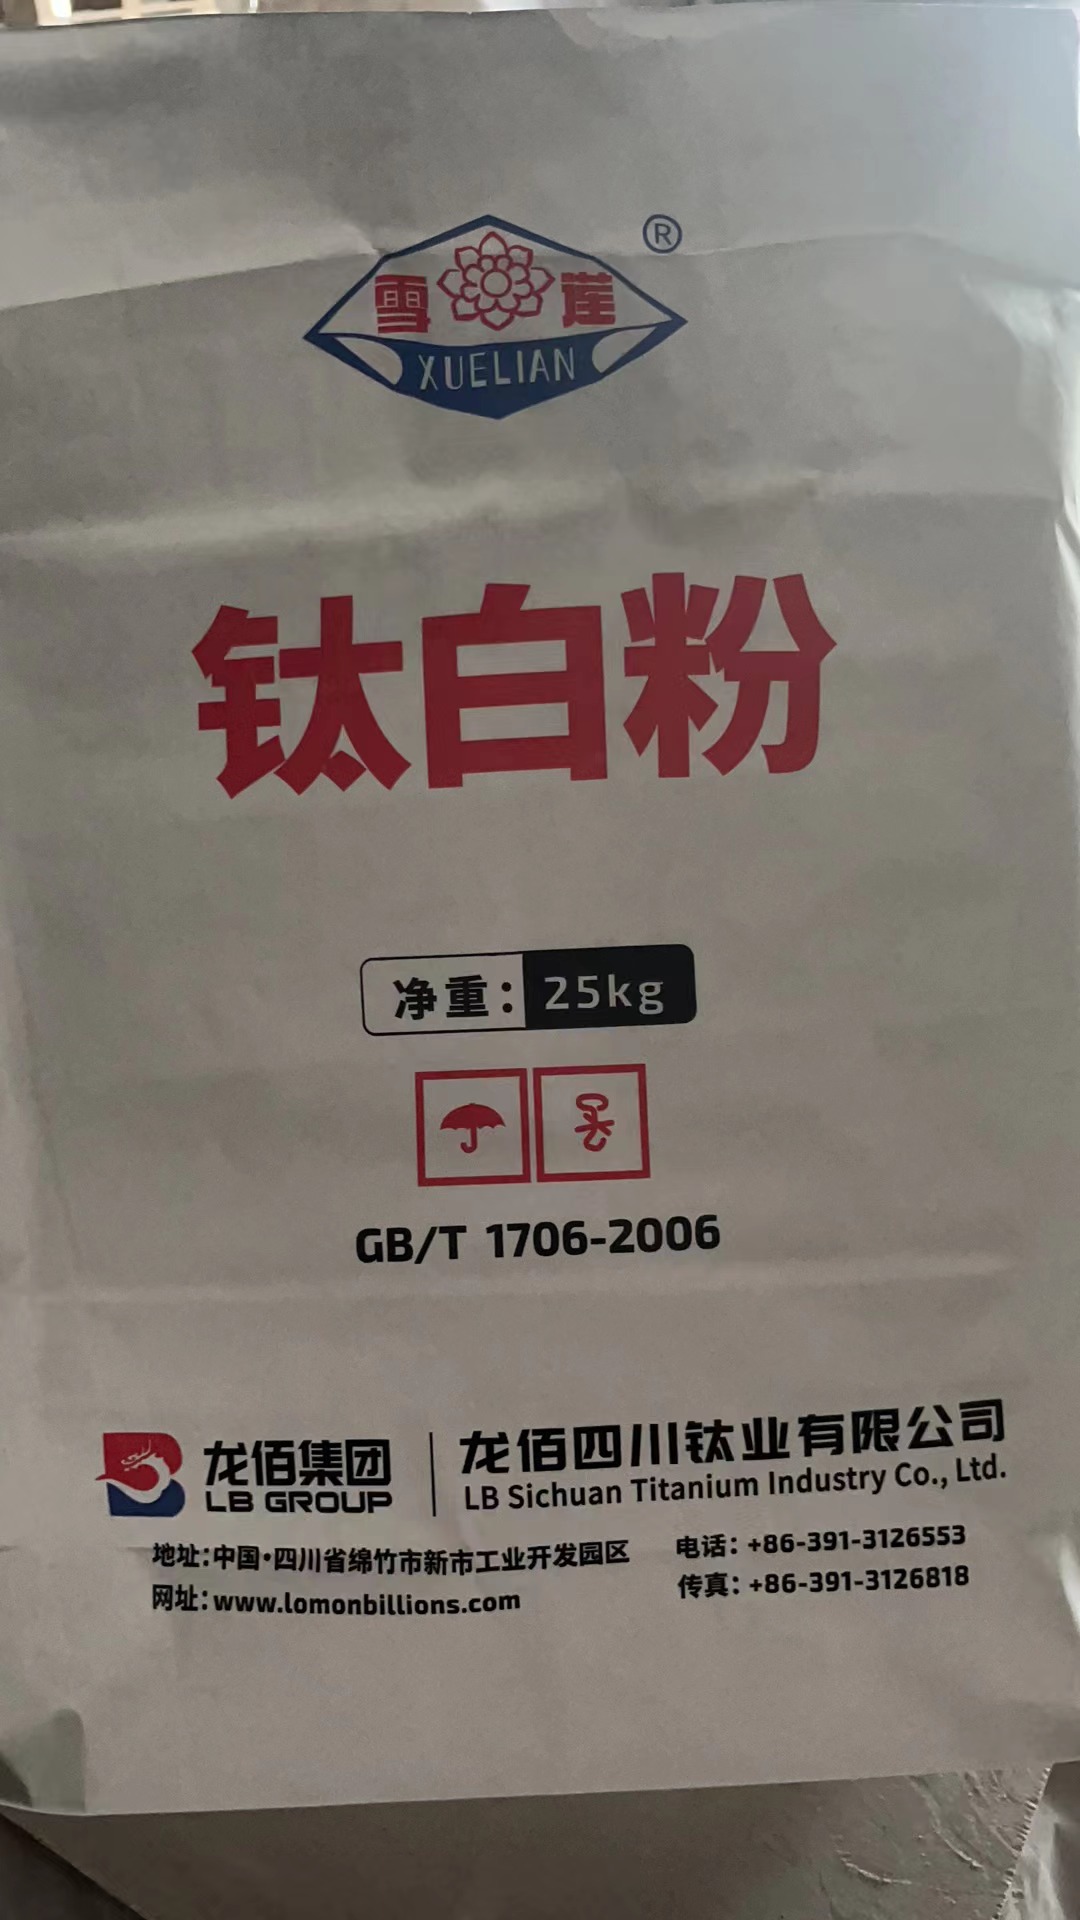 ®
雪莲
XUELIAN
钛白粉
净重：25kg
GB/T 1706-2006
龙佰集团
LB GROUP
龙佰四川钛业有限公司
LB Sichuan Titanium Industry Co., Ltd.
地址：中国·四川省绵竹市新市工业开发园区
电话：+86-391-3126553
网址：www.lomonbillions.com
传真：+86-391-3126818